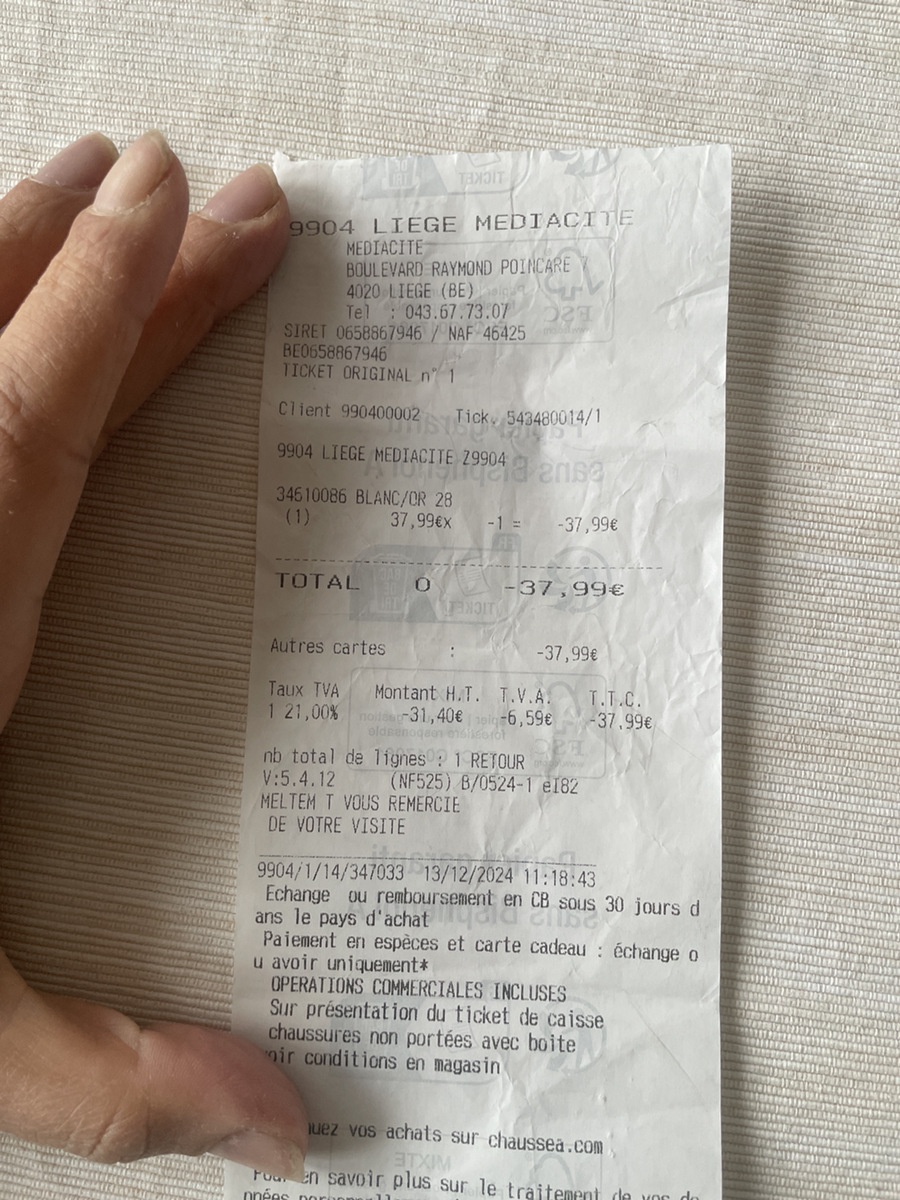 9904 LIEGE MEDIACITE
MEDIACITE
BOULEVARD RAYMOND POINCARE 7
4020 LIEGE (BE)
Tel : 043.67.73.07
SIRET 0658867946 / NAF 46425
BE0658867946
TICKET ORIGINAL n° 1
Client 990400002 Tick. 543480014/1
9904 LIEGE MEDIACITE Z9904
34610086 BLANC/OR 28
(1) 37,99€x -1 = -37,99€
TOTAL 0 -37,99€
Autres cartes : -37,99€
Taux TVA Montant H.T. T.V.A. T.T.C.
1 21,00% -31,40€ -6,59€ -37,99€
nb total de lignes : 1 RETOUR
V:5.4.12 (NF525) B/0524-1 eI82
MELTEM T VOUS REMERCIE
DE VOTRE VISITE
9904/1/14/347033 13/12/2024 11:18:43
Echange ou remboursement en CB sous 30 jours d
ans le pays d'achat
Paiement en espèces et carte cadeau : échange o
u avoir uniquement*
OPERATIONS COMMERCIALES INCLUSES
Sur présentation du ticket de caisse
chaussures non portées avec boite
oir conditions en magasin
nuez vos achats sur chaussea.com
Pour en savoir plus sur le traitement de vos do
nnées personnelles